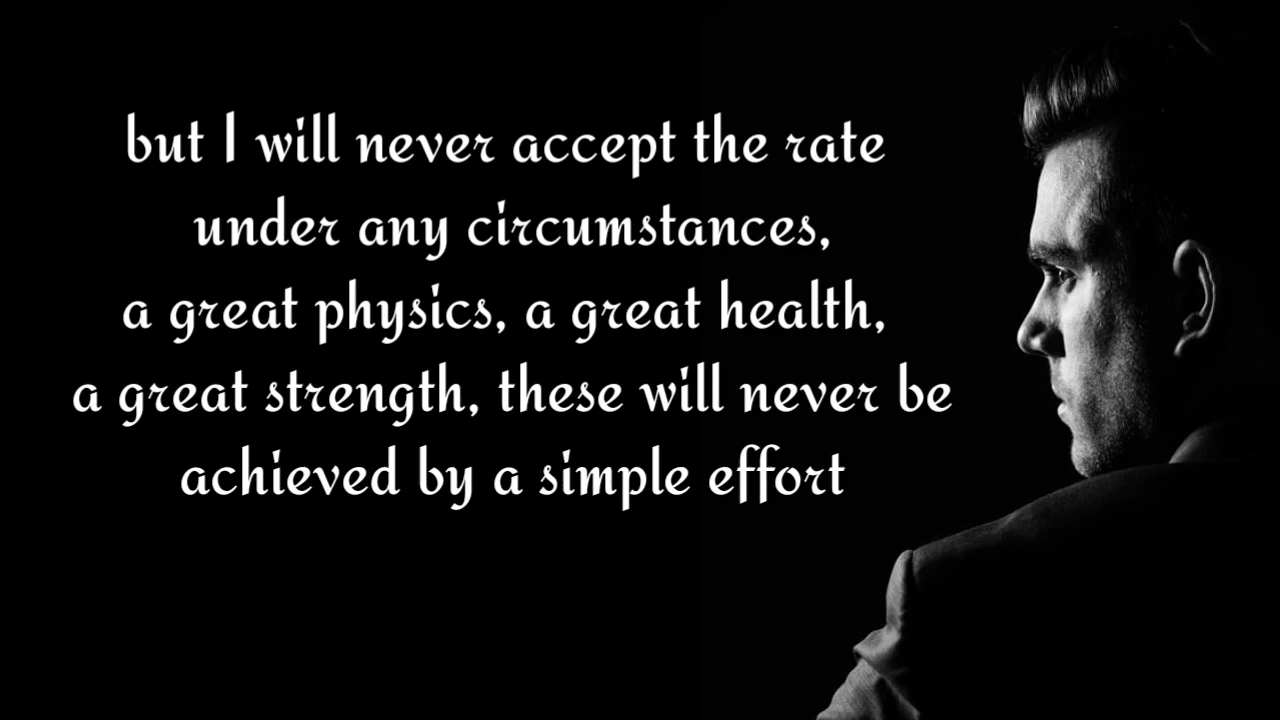 but I will never accept the rate
under any circumstances,
a great physics, a great health,
a great strength, these will never be
achieved by a simple effort